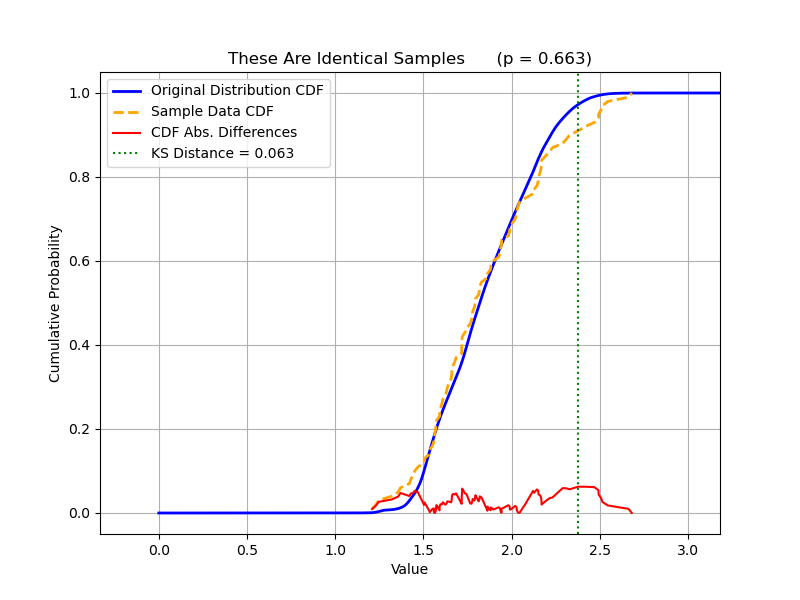 These Are Identical Samples (p = 0.663)
Original Distribution CDF
Sample Data CDF
CDF Abs. Differences
KS Distance = 0.063
Cumulative Probability
1.0
0.8
0.6
0.4
0.2
0.0
0.0 0.5 1.0 1.5 2.0 2.5 3.0
Value